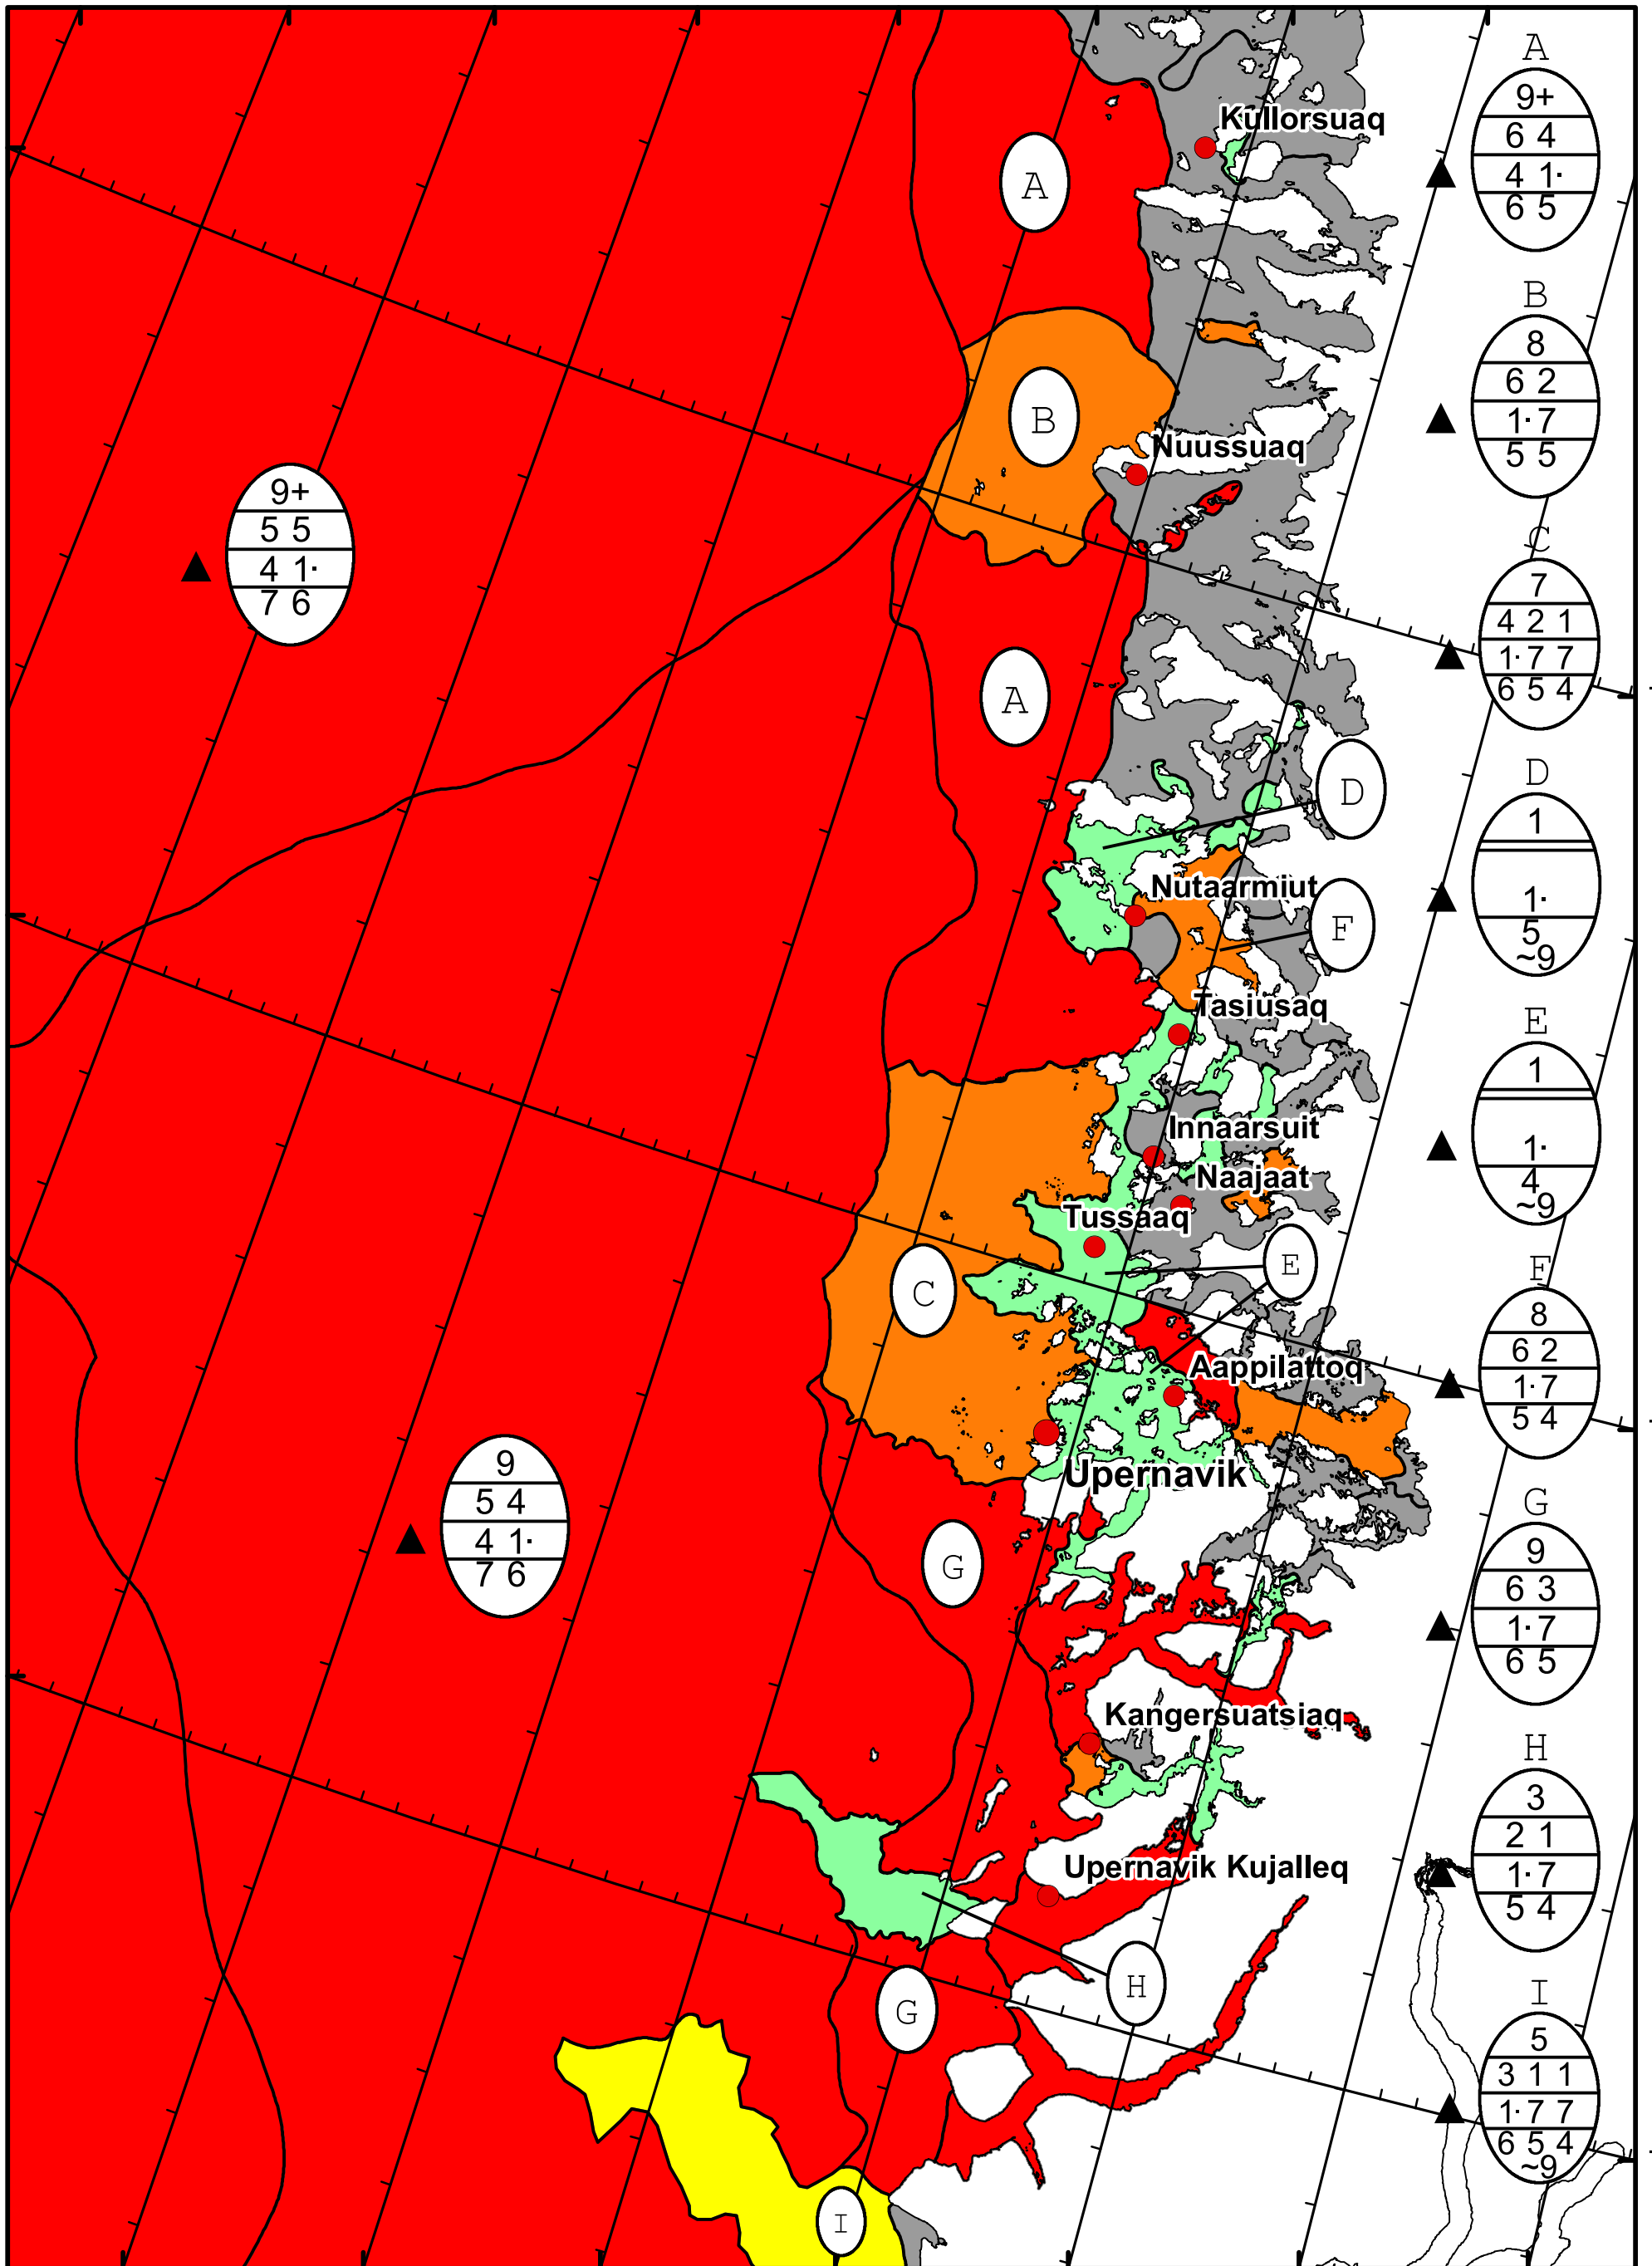 A
9+
6 4
4 1·
6 5
B
8
6 2
1· 7
5 5
C
7
4 2 1
1· 7 7
6 5 4
D
1
1·
5
~9
E
1
1·
4
~9
F
8
6 2
1· 7
5 4
G
9
6 3
1· 7
6 5
H
3
2 1
1· 7
5 4
I
5
3 1 1
1· 7 7
6 5 4
~9
Kullorsuaq
A
B
Nuussuaq
9+
5 5
4 1·
7 6
A
D
Nutaarmiut
F
Tasiusaq
Innaarsuit
Naajaat
Tussaaq
E
C
Aappilattoq
Upernavik
9
5 4
4 1·
7 6
G
Kangersuatsiaq
Upernavik Kujalleq
H
G
I